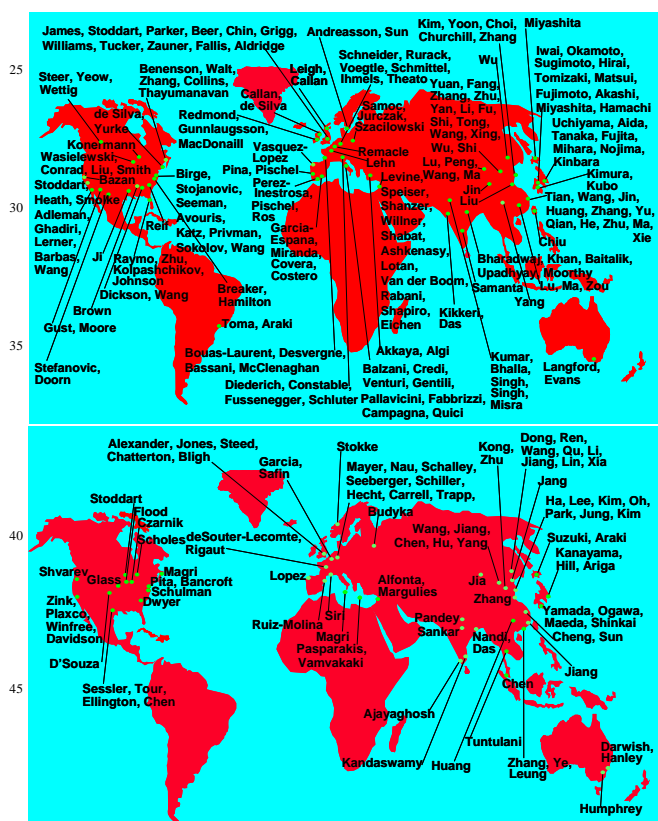 James, Stoddart, Parker, Beer, Chin, Grigg,
Williams, Tucker, Zauner, Fallis, Aldridge
Andreasson, Sun
Kim, Yoon, Choi,
Churchill, Zhang
Miyashita
25
Steer, Yeow,
Wettig
Benenson, Walt,
Zhang, Collins,
Thayumanavan
Leigh,
Callan
Callan,
de Silva
Schneider, Rurack,
Voegtle, Schmittel,
Ihmels, Theato
Wu
Iwai, Okamoto,
Sugimoto, Hirai,
Tomizaki, Matsui,
Fujimoto, Akashi,
Miyashita, Hamachi
Uchiyama, Aida,
Tanaka, Fujita,
Mihara, Nojima,
Kinbara
Kimura,
Kubo
Yuan, Fang,
Zhang, Zhu,
Yan, Li, Fu,
Shi, Tong,
Wang, Xing,
Wu, Shi,
Lu, Peng,
Wang, Ma
Jin
Liu
de Silva,
Yurke
Redmond,
Gunnlaugsson,
MacDonaill
Samoc,
Jurczak,
Szacilowski
Konermann
Wasielewski,
Conrad, Liu, Smith
Bazan
Vasquez-
Lopez
Remacle
Lehn
Pina, Pischel
Perez-
Inestrosa,
Pischel,
Ros
Stoddart,
Heath, Smolke
Adleman,
Ghadiri,
Lerner,
Barbas,
Wang
Birge,
Stojanovic,
Seeman,
Avouris,
Katz, Privman,
Sokolov, Wang
Reif
30
Levine,
Speiser,
Shanzer,
Willner,
Shabat,
Ashkenasy,
Lotan,
Van der Boom,
Rabani,
Shapiro,
Eichen
Tian, Wang, Jin,
Huang, Zhang, Yu,
Qian, He, Zhu, Ma,
Xie
Chiu
Garcia-
Espana,
Miranda,
Covera,
Costero
Ji
Raymo, Zhu,
Kolpashchikov,
Johnson
Dickson, Wang
Brown
Gust, Moore
Breaker,
Hamilton
Bharadwaj, Khan, Baitalik,
Upadhyay, Moorthy
Samanta
Lu, Ma, Zou
Yang
Kikkeri,
Das
Toma, Araki
35
Stefanovic,
Doorn
Bouas-Laurent, Desvergne,
Bassani, McClenaghan
Akkaya, Algi
Diederich, Constable,
Fussenegger, Schluter
Balzani, Credi,
Venturi, Gentili,
Pallavicini, Fabbrizzi,
Campagna, Quici
Kumar,
Bhalla,
Singh,
Singh,
Misra
Langford,
Evans
Alexander, Jones, Steed,
Chatterton, Bligh
Garcia,
Safin
Stokke
Kong,
Zhu
Dong, Ren,
Wang, Qu, Li,
Jiang, Lin, Xia
Mayer, Nau, Schalley,
Seeberger, Schiller,
Hecht, Carrell, Trapp,
Budyka
Jang
Ha, Lee, Kim, Oh,
Park, Jung, Kim
Stoddart
Flood
Czarnik
Scholes
40
deSouter-Lecomte,
Rigaut
Wang, Jiang,
Chen, Hu, Yang
Suzuki, Araki
Kanayama,
Hill, Ariga
Shvarev
Glass
Magri
Pita, Bancroft
Schulman
Dwyer
Lopez
Alfonta,
Margulies
Jia
Zhang
Zink,
Plaxco,
Winfree,
Davidson
Ruiz-Molina
Siri
Magri
Pasparakis,
Vamvakaki
Pandey
Sankar
Nandi,
Das
Yamada, Ogawa,
Maeda, Shinkai
Cheng, Sun
D'Souza
Jiang
45
Sessler, Tour,
Ellington, Chen
Chen
Ajayaghosh
Tuntulani
Kandaswamy
Huang
Zhang, Ye,
Leung
Darwish,
Hanley
Humphrey